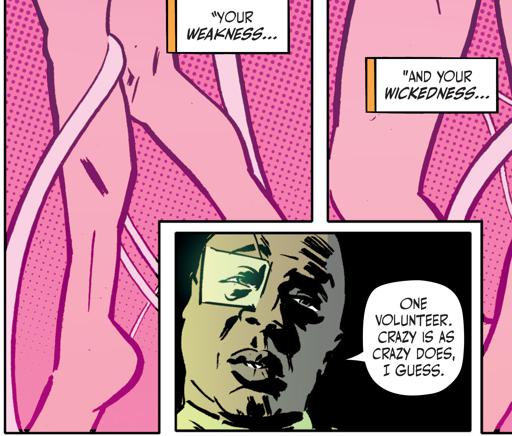 "YOUR
WEAKNESS...
"AND YOUR
WICKEDNESS...
ONE
VOLUNTEER.
CRAZY IS AS
CRAZY DOES,
I GUESS.